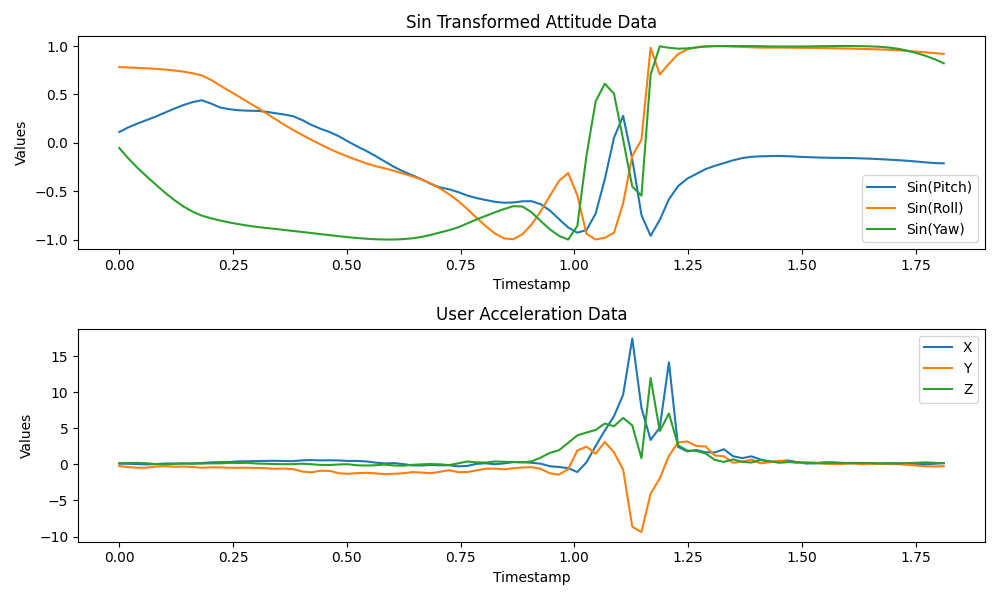 Sin Transformed Attitude Data
1.0
0.5
0.0
−0.5
−1.0
Values
Sin(Pitch)
Sin(Roll)
Sin(Yaw)
0.00 0.25 0.50 0.75 1.00 1.25 1.50 1.75
Timestamp
User Acceleration Data
15
10
5
0
−5
−10
Values
X
Y
Z
0.00 0.25 0.50 0.75 1.00 1.25 1.50 1.75
Timestamp